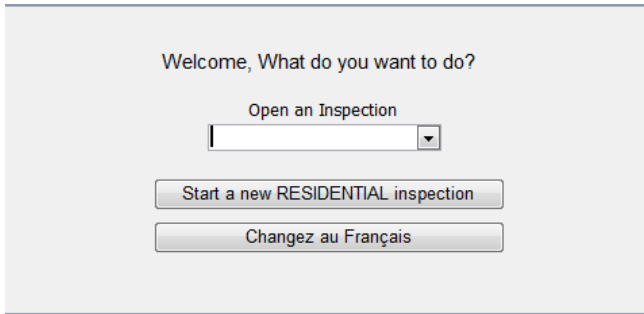 Welcome, What do you want to do?
Open an Inspection
Start a new RESIDENTIAL inspection
Changez au Français